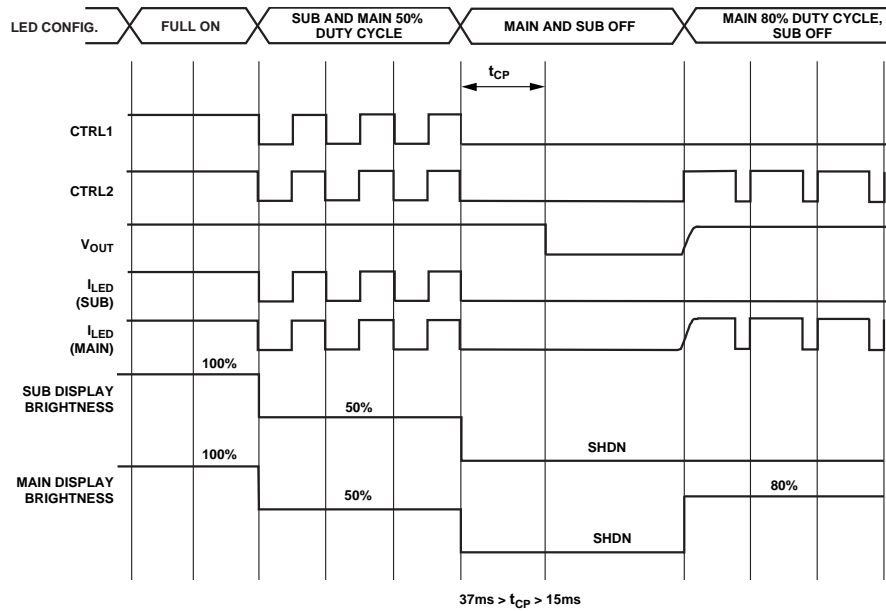 LED CONFIG.
FULL ON
SUB AND MAIN 50%
DUTY CYCLE
MAIN AND SUB OFF
MAIN 80% DUTY CYCLE,
SUB OFF
tCP
CTRL1
CTRL2
VOUT
ILED
(SUB)
ILED
(MAIN)
100%
SUB DISPLAY
BRIGHTNESS
50%
SHDN
100%
MAIN DISPLAY
BRIGHTNESS
50%
SHDN
80%
37ms > tCP > 15ms